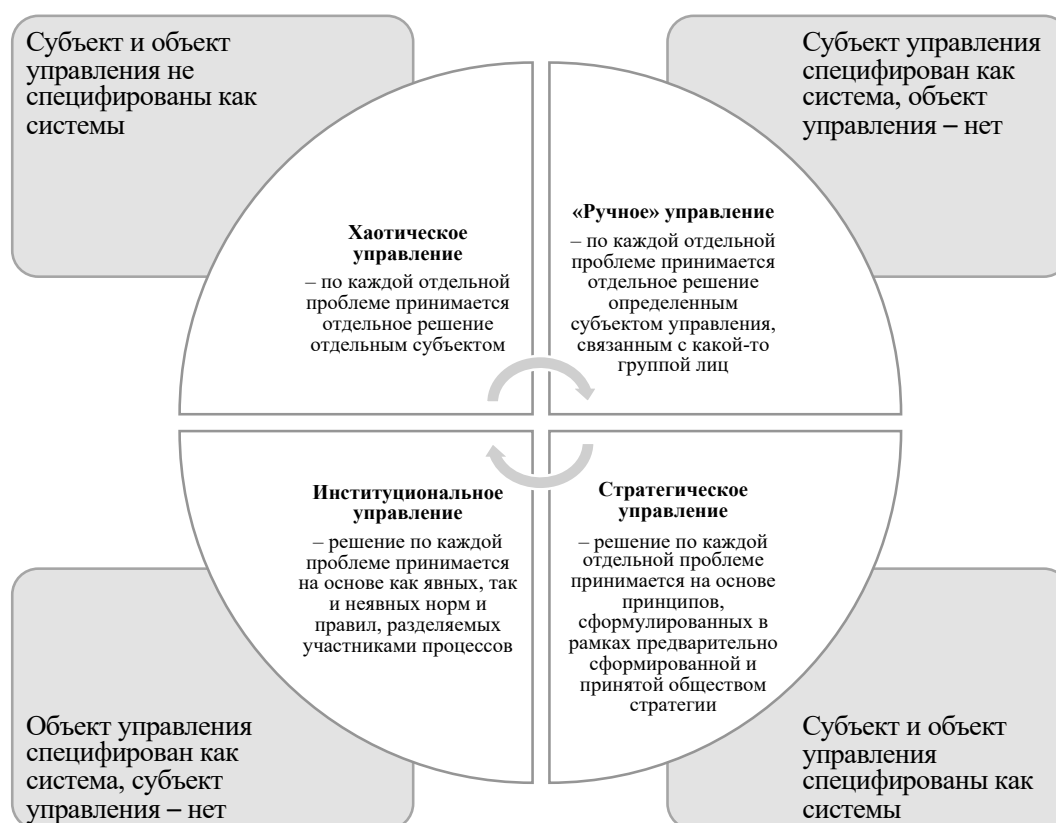 Субъект и объект
управления не
специфированы как
системы
Субъект управления
специфирован как
система, объект
управления – нет
Хаотическое
управление
– по каждой отдельной
проблеме принимается
отдельное решение
отдельным субъектом
«Ручное» управление
– по каждой отдельной
проблеме принимается
отдельное решение
определенным
субъектом управления,
связанным с какой-то
группой лиц
Институциональное
управление
– решение по каждой
проблеме принимается
на основе как явных, так
и неявных норм и
правил, разделяемых
участниками процессов
Стратегическое
управление
– решение по каждой
отдельной проблеме
принимается на основе
принципов,
сформулированных в
рамках предварительно
сформированной и
принятой обществом
стратегии
Объект управления
специфирован как
система, субъект
управления – нет
Субъект и объект
управления
специфированы как
системы